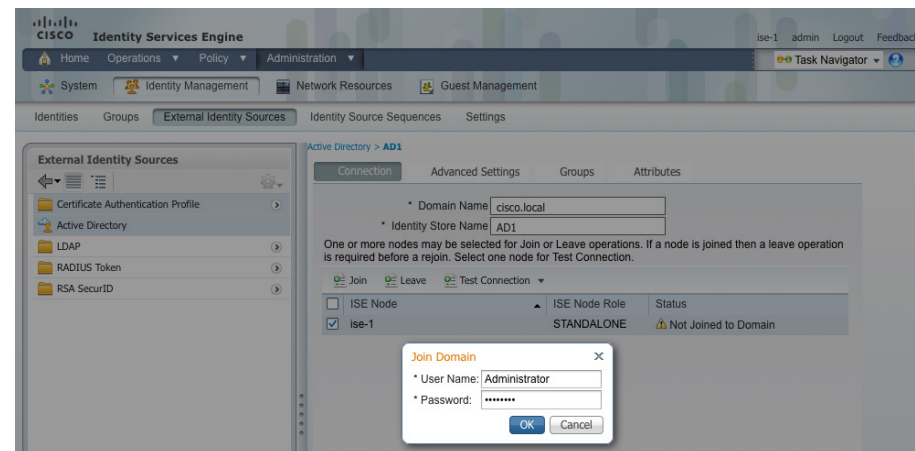 CISCO Identity Services Engine
ise-1 admin Logout Feedback
Home Operations Policy Administration
Task Navigator
System Identity Management Network Resources Guest Management
Identities Groups External Identity Sources Identity Source Sequences Settings
External Identity Sources
Certificate Authentication Profile
Active Directory
LDAP
RADIUS Token
RSA SecurID
Active Directory > AD1
Connection Advanced Settings Groups Attributes
* Domain Name cisco.local
* Identity Store Name AD1
One or more nodes may be selected for Join or Leave operations. If a node is joined then a leave operation
is required before a rejoin. Select one node for Test Connection.
Join Leave Test Connection
ISE Node ISE Node Role Status
ise-1 STANDALONE Not Joined to Domain
Join Domain
* User Name: Administrator
* Password: ••••••••
OK Cancel